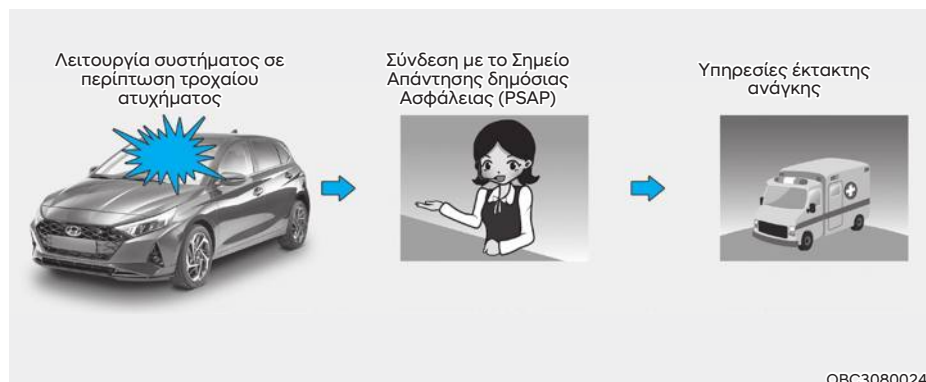 Λειτουργία συστήματος σε
περίπτωση τροχαίου
ατυχήματος
Σύνδεση με το Σημείο
Απάντησης δημόσιας
Ασφάλειας (PSAP)
Υπηρεσίες έκτακτης
ανάγκης
OBC3080024